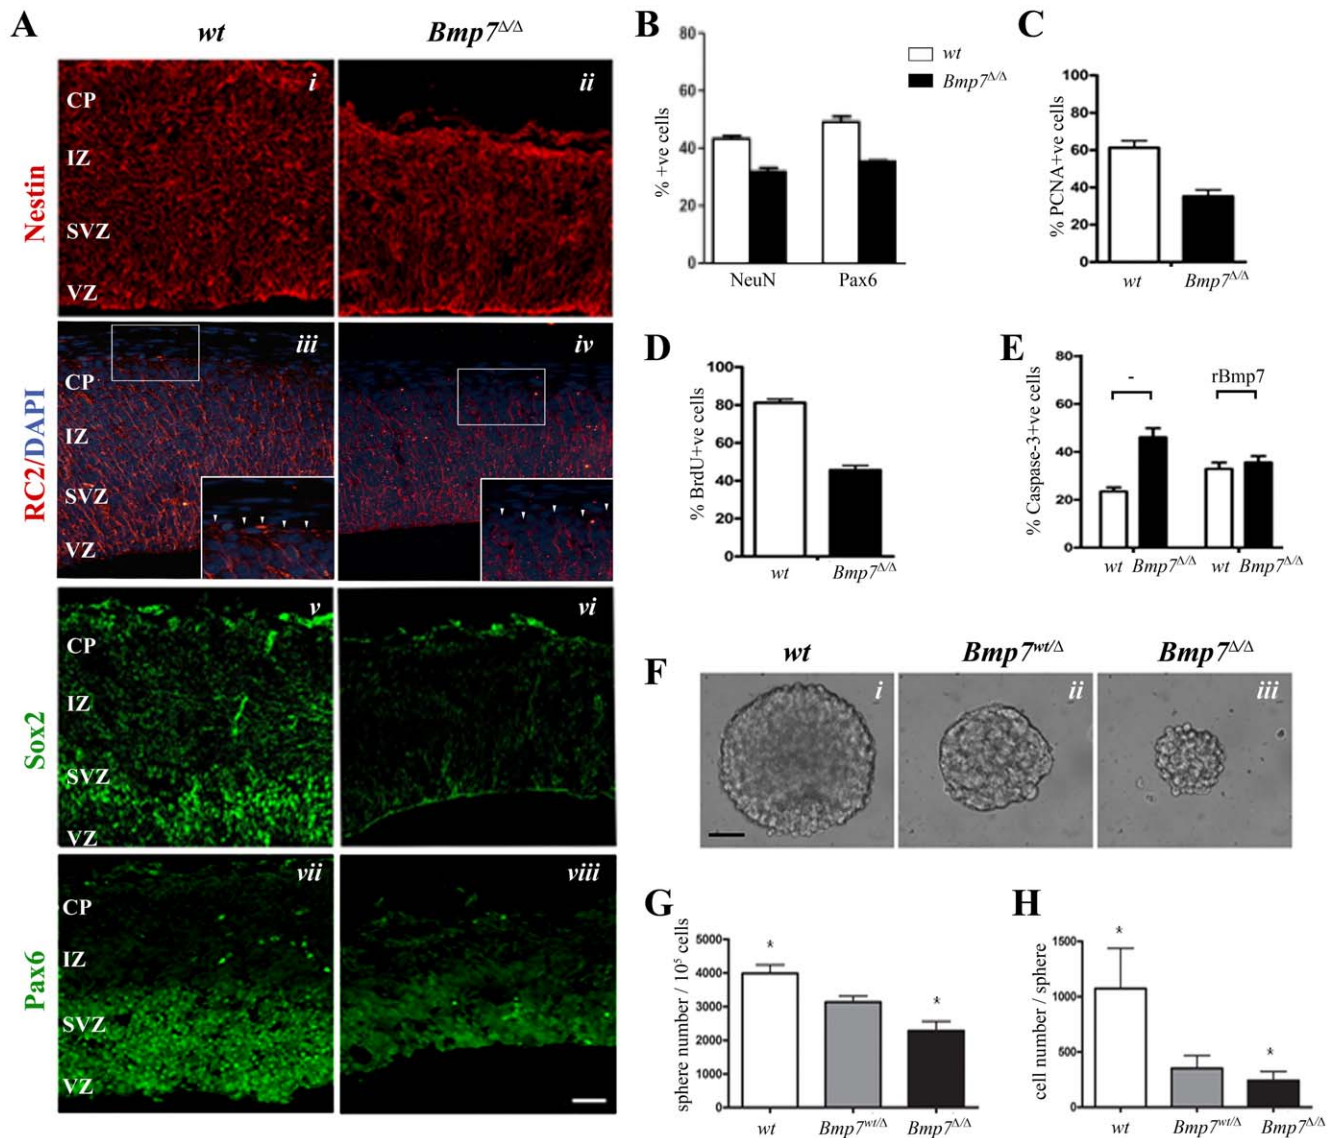 A
wt
Bmp7Δ/Δ
Nestin
CP
IZ
SVZ
VZ
i
ii
RC2/DAPI
CP
IZ
SVZ
VZ
iii
iv
Sox2
CP
IZ
SVZ
VZ
v
vi
Pax6
CP
IZ
SVZ
VZ
vii
viii
B
% +ve cells
80
60
40
20
0
NeuN
Pax6
wt
Bmp7Δ/Δ
C
% PCNA+ve cells
100
80
60
40
20
0
wt
Bmp7Δ/Δ
D
% BrdU+ve cells
100
80
60
40
20
0
wt
Bmp7Δ/Δ
E
% Caspase-3+ve cells
80
60
40
20
0
-
rBmp7
wt Bmp7Δ/Δ
wt Bmp7Δ/Δ
F
wt
Bmp7wt/Δ
Bmp7Δ/Δ
i
ii
iii
G
sphere number / 10⁵ cells
5000
4000
3000
2000
1000
0
*
*
wt
Bmp7wt/Δ
Bmp7Δ/Δ
H
cell number / sphere
1500
1000
500
0
*
*
wt
Bmp7wt/Δ
Bmp7Δ/Δ